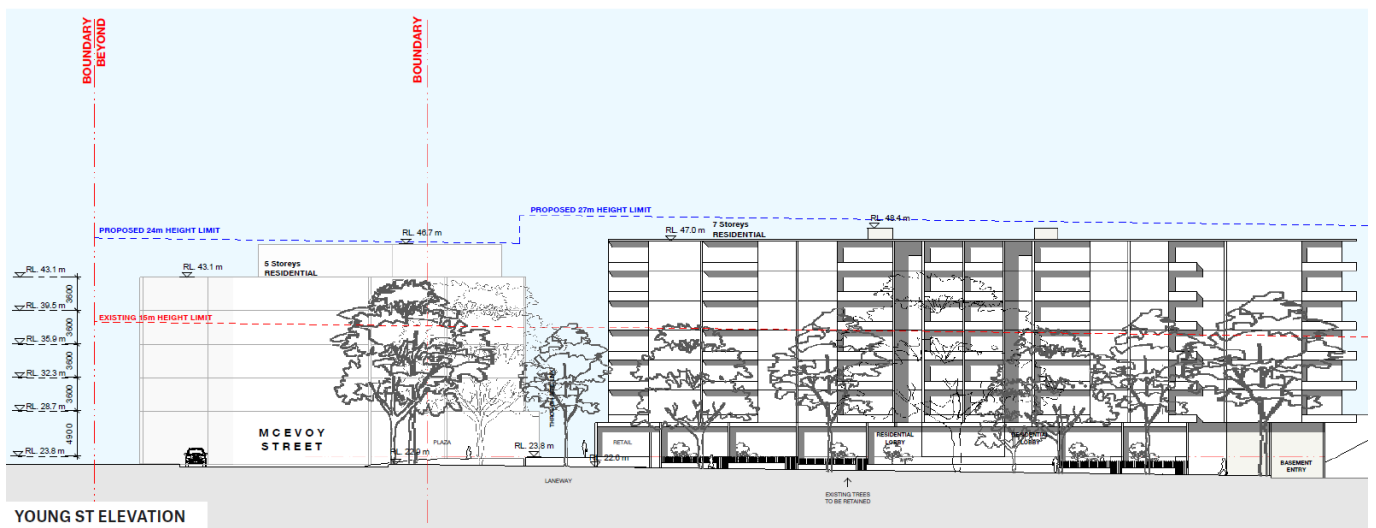 BOUNDARY
BEYOND
BOUNDARY
PROPOSED 27m HEIGHT LIMIT
PROPOSED 24m HEIGHT LIMIT
RL. 46.7 m
RL. 47.0 m
7 Storeys
RESIDENTIAL
RL. 48.4 m
5 Storeys
RESIDENTIAL
RL. 43.1 m
RL. 43.1 m
3600
RL. 39.5 m
EXISTING 15m HEIGHT LIMIT
3600
RL. 35.9 m
3600
RL. 32.3 m
3600
RL. 28.7 m
4900
RL. 23.8 m
MCEVOY
STREET
PLAZA
RL. 23.8 m
RETAIL
RESIDENTIAL
LOBBY
LOBBY
BASEMENT
ENTRY
LANEWAY
EXISTING TREES
TO BE RETAINED
YOUNG ST ELEVATION